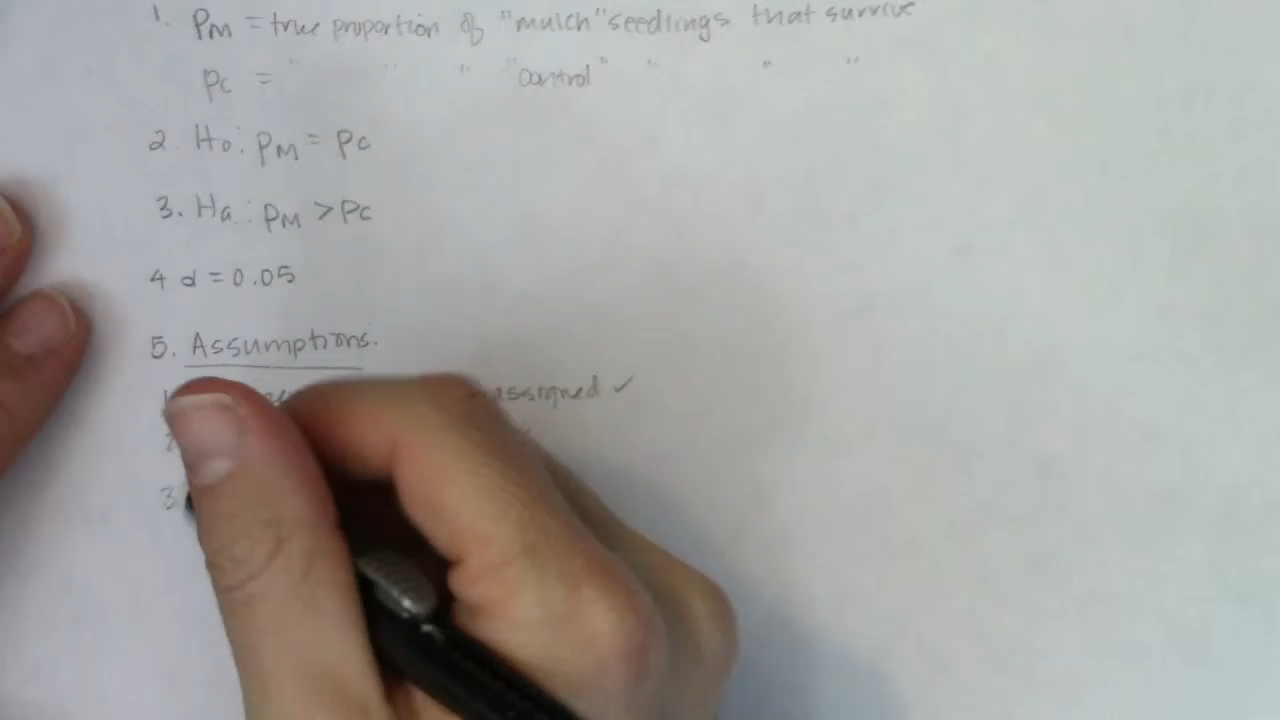 1. PM = true proportion of "mulch" seedlings that survive
pc = " " " "control" " " "
2 Ho: PM = pc
3. Ha: PM > pc
4 α = 0.05
5. Assumptions.
assigned ✓
3